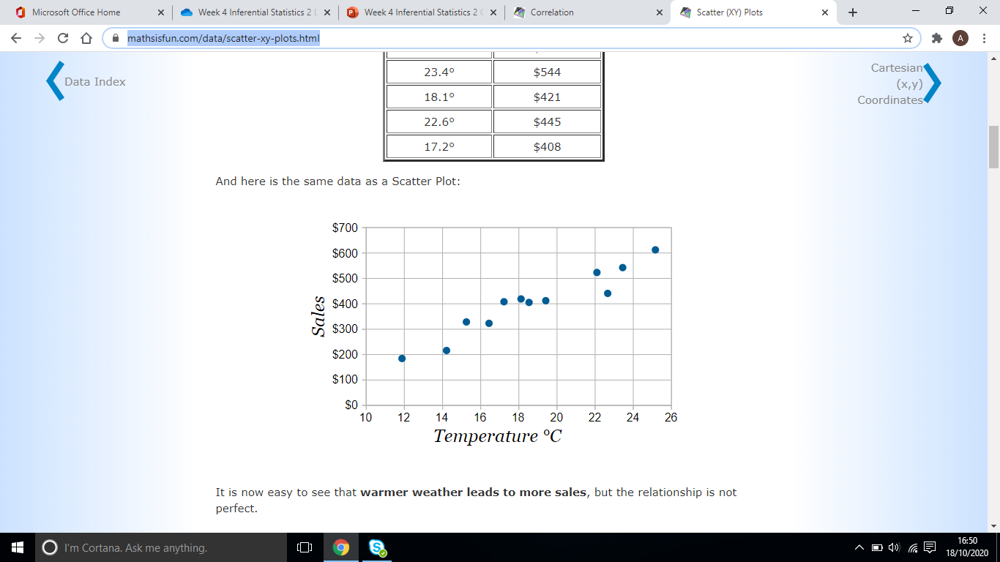 Microsoft Office Home
Week 4 Inferential Statistics 2
Week 4 Inferential Statistics 2
Correlation
Scatter (XY) Plots
mathsisfun.com/data/scatter-xy-plots.html
A
Data Index
Cartesian
(x,y)
Coordinates
23.4° $544
18.1° $421
22.6° $445
17.2° $408
And here is the same data as a Scatter Plot:
$700
$600
$500
$400
$300
$200
$100
$0
Sales
10 12 14 16 18 20 22 24 26
Temperature °C
It is now easy to see that warmer weather leads to more sales, but the relationship is not
perfect.
I'm Cortana. Ask me anything.
16:50
18/10/2020